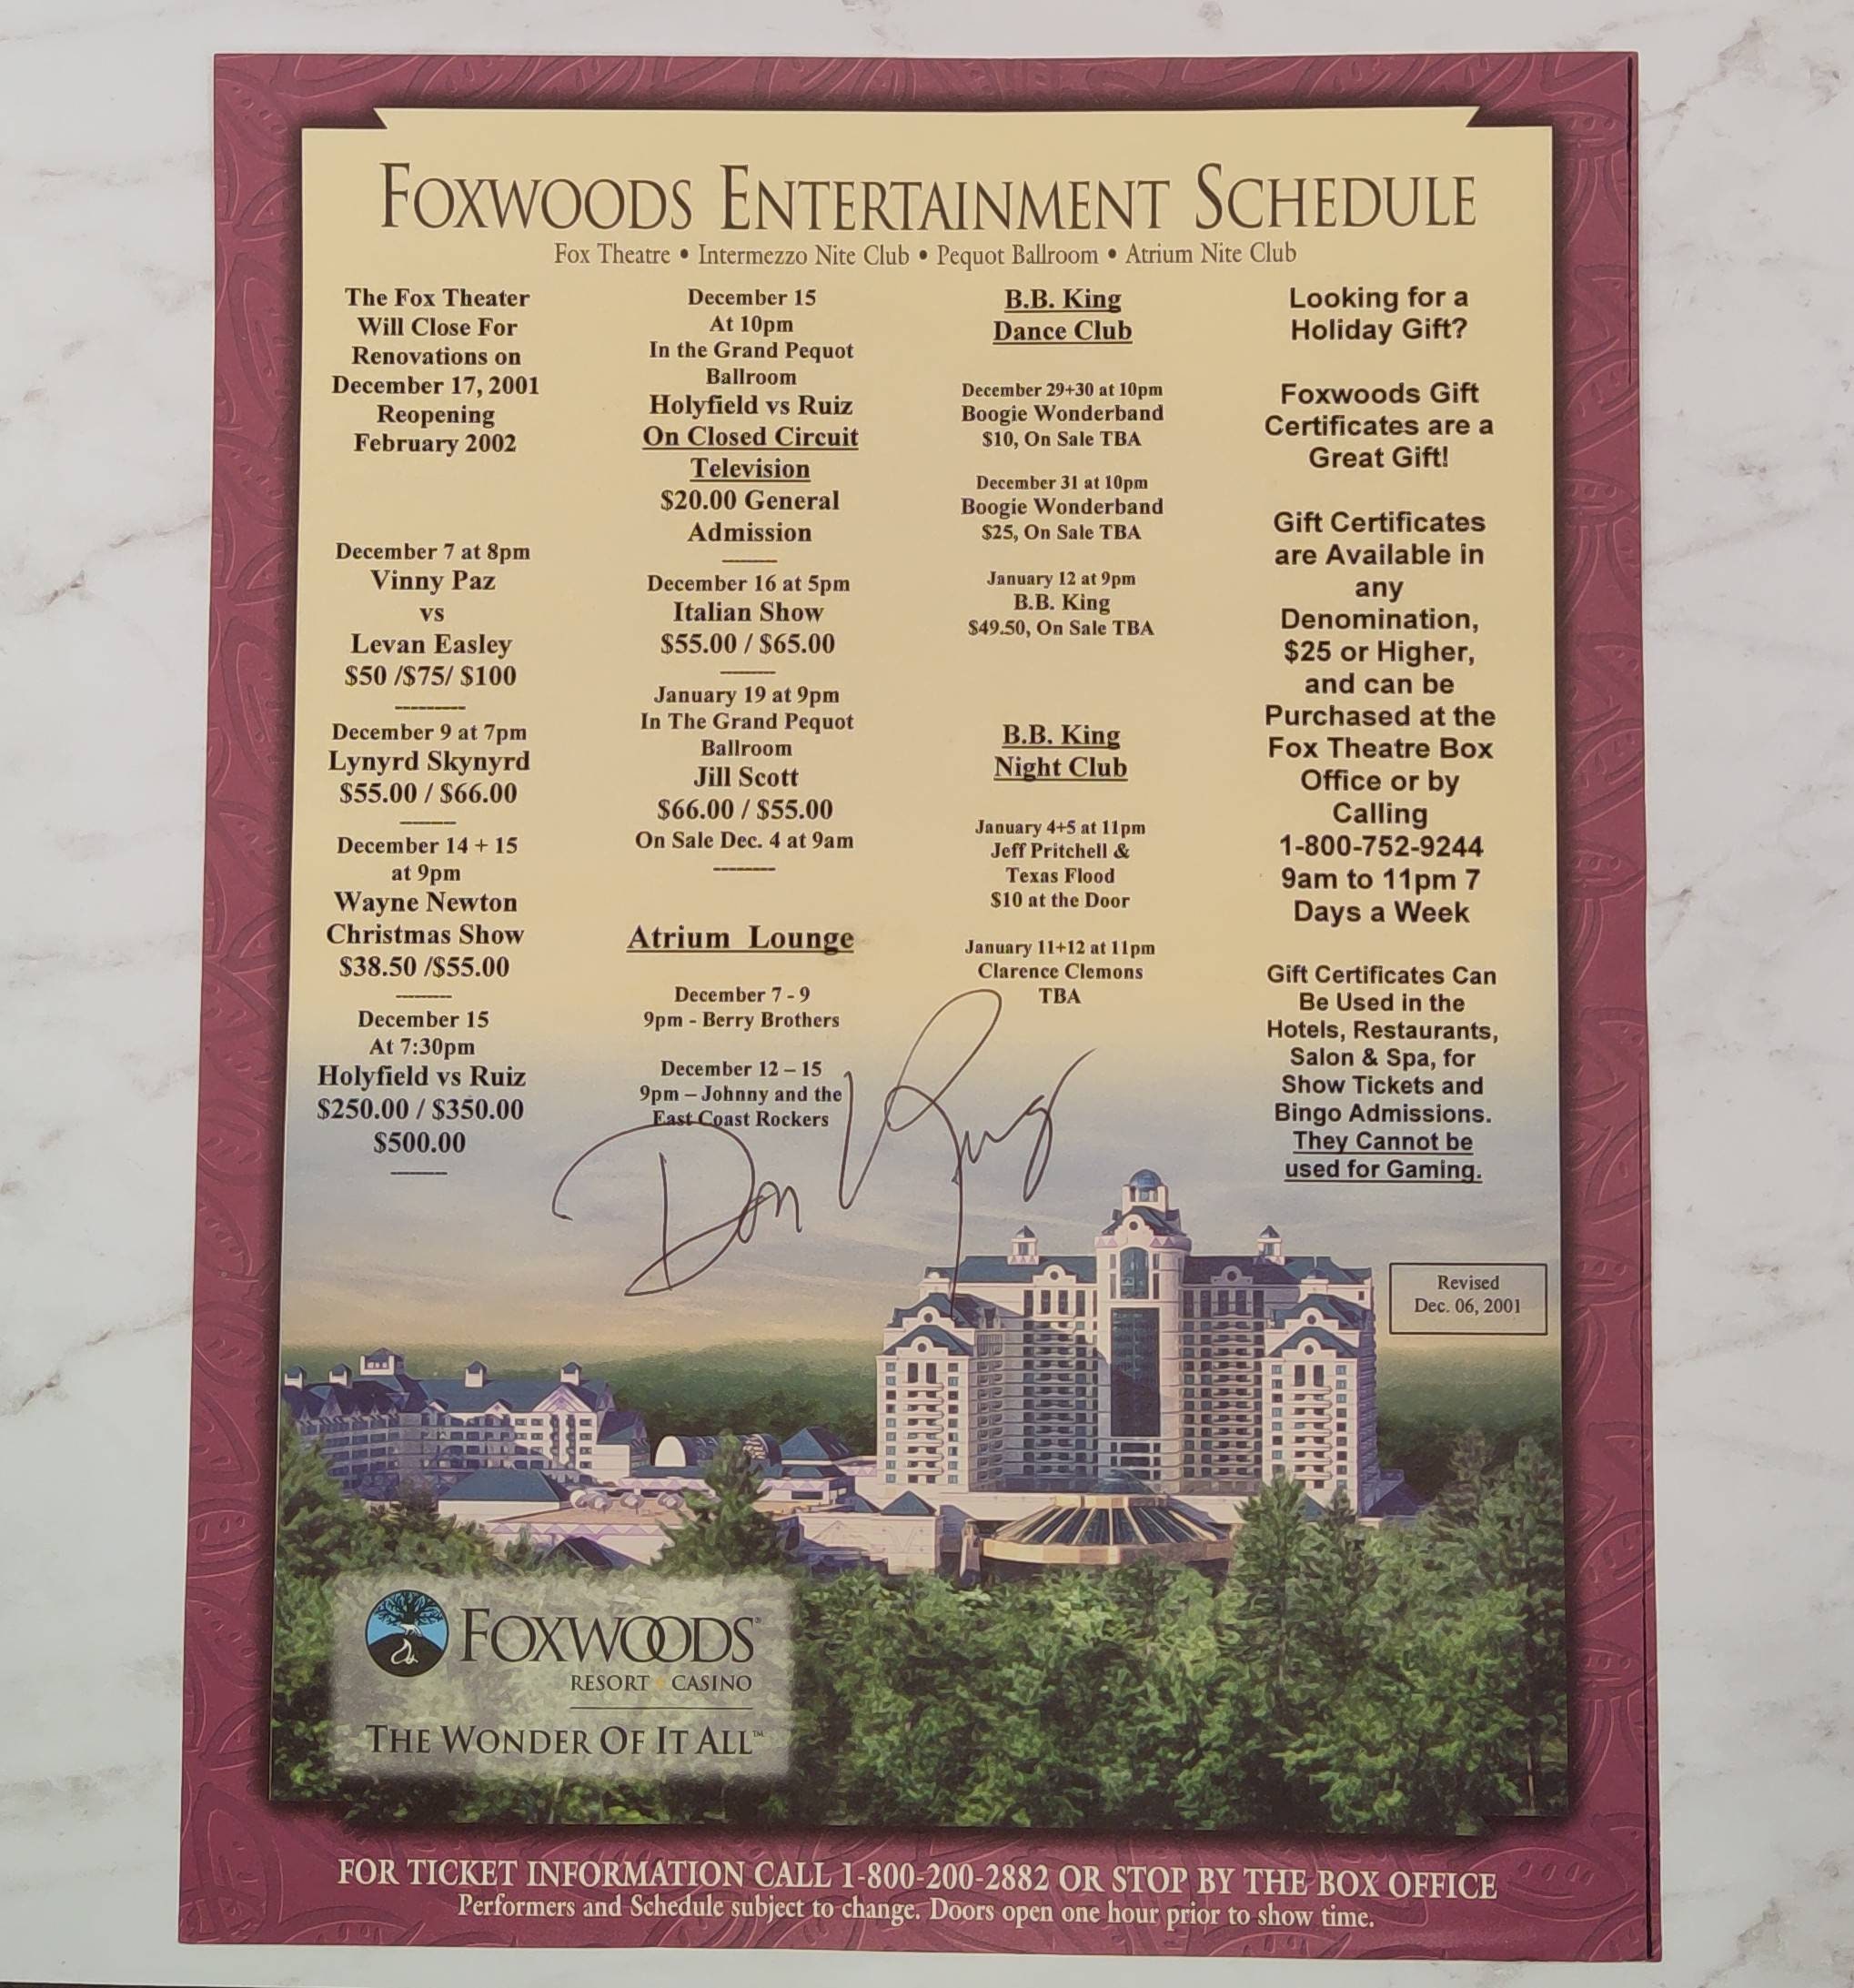 FOXWOODS ENTERTAINMENT SCHEDULE
Fox Theatre • Intermezzo Nite Club • Pequot Ballroom • Atrium Nite Club
The Fox Theater
Will Close For
Renovations on
December 17, 2001
Reopening
February 2002
December 7 at 8pm
Vinny Paz
vs
Levan Easley
$50 /$75/ $100
---------
December 9 at 7pm
Lynyrd Skynyrd
$55.00 / $66.00
-------
December 14 + 15
at 9pm
Wayne Newton
Christmas Show
$38.50 /$55.00
-------
December 15
At 7:30pm
Holyfield vs Ruiz
$250.00 / $350.00
$500.00
-------
December 15
At 10pm
In the Grand Pequot
Ballroom
Holyfield vs Ruiz
On Closed Circuit
Television
$20.00 General
Admission
-------
December 16 at 5pm
Italian Show
$55.00 / $65.00
-------
January 19 at 9pm
In The Grand Pequot
Ballroom
Jill Scott
$66.00 / $55.00
On Sale Dec. 4 at 9am
--------
Atrium Lounge
December 7 - 9
9pm - Berry Brothers
December 12 – 15
9pm – Johnny and the
East Coast Rockers
B.B. King
Dance Club
December 29+30 at 10pm
Boogie Wonderband
$10, On Sale TBA
December 31 at 10pm
Boogie Wonderband
$25, On Sale TBA
January 12 at 9pm
B.B. King
$49.50, On Sale TBA
B.B. King
Night Club
January 4+5 at 11pm
Jeff Pritchell &
Texas Flood
$10 at the Door
January 11+12 at 11pm
Clarence Clemons
TBA
Looking for a
Holiday Gift?
Foxwoods Gift
Certificates are a
Great Gift!
Gift Certificates
are Available in
any
Denomination,
$25 or Higher,
and can be
Purchased at the
Fox Theatre Box
Office or by
Calling
1-800-752-9244
9am to 11pm 7
Days a Week
Gift Certificates Can
Be Used in the
Hotels, Restaurants,
Salon & Spa, for
Show Tickets and
Bingo Admissions.
They Cannot be
used for Gaming.
Don King
Revised
Dec. 06, 2001
FOXWOODS®
RESORT CASINO
THE WONDER OF IT ALL™
FOR TICKET INFORMATION CALL 1-800-200-2882 OR STOP BY THE BOX OFFICE
Performers and Schedule subject to change. Doors open one hour prior to show time.